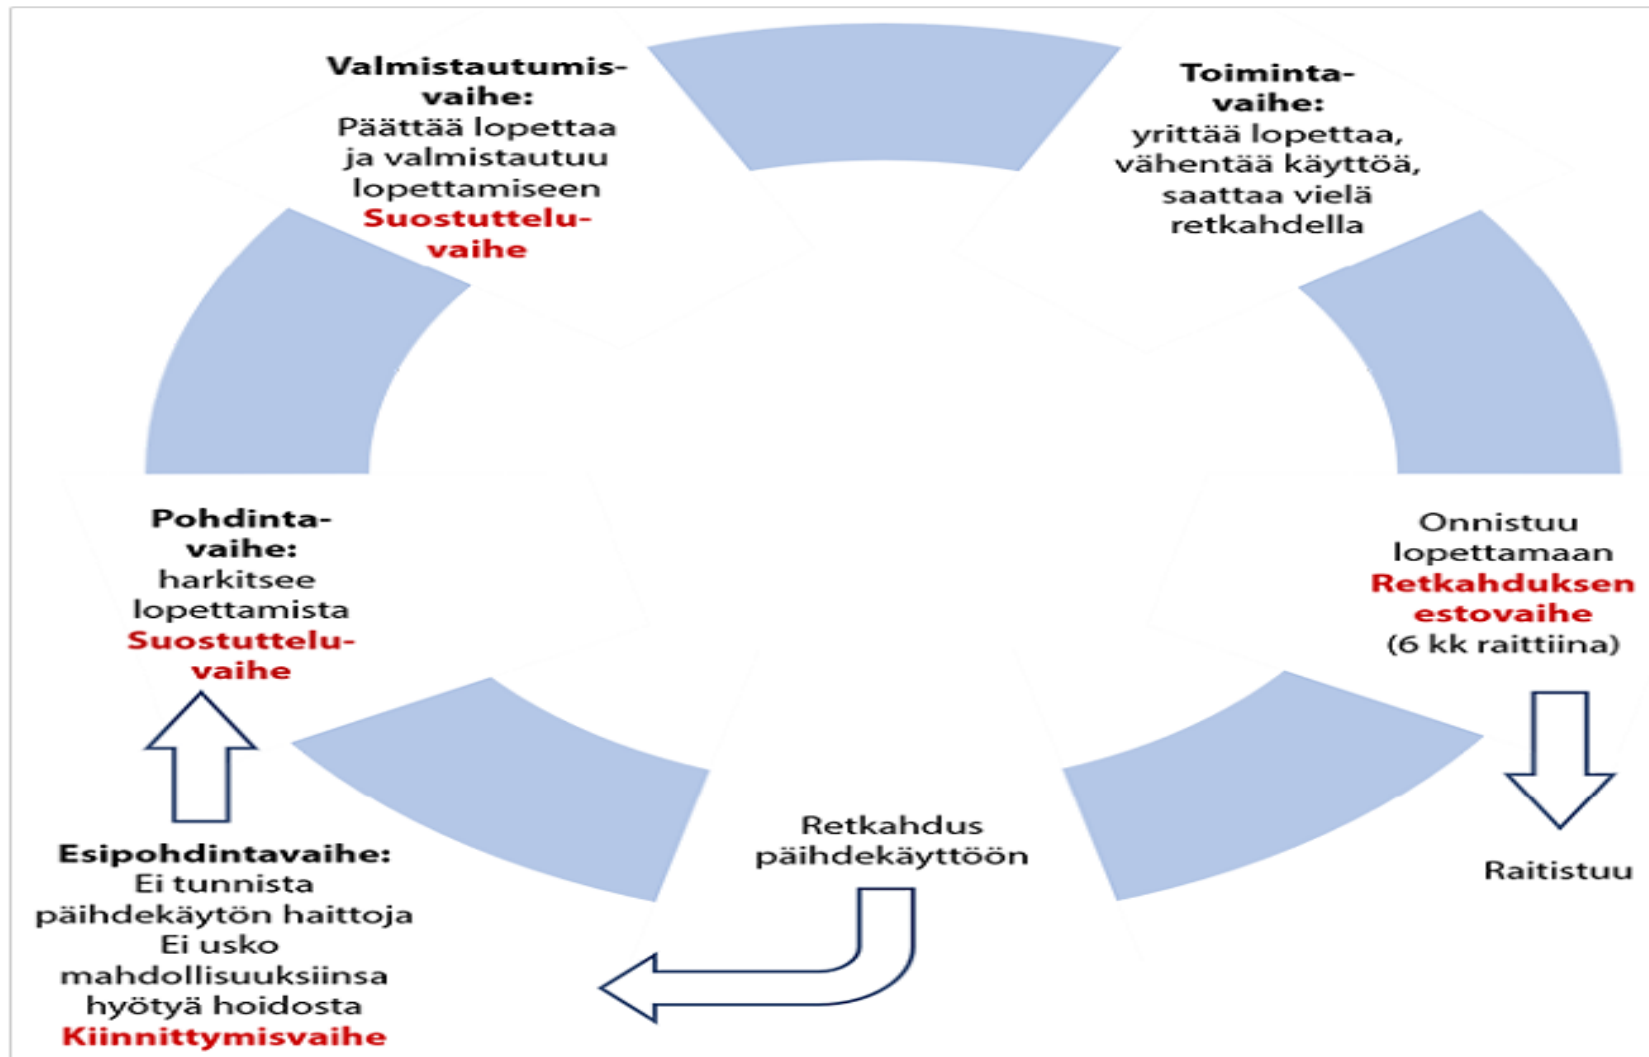 Valmistautumis-
vaihe:
Päättää lopettaa
ja valmistautuu
lopettamiseen
Suostuttelu-
vaihe
Toiminta-
vaihe:
yrittää lopettaa,
vähentää käyttöä,
saattaa vielä
retkahdella
Pohdinta-
vaihe:
harkitsee
lopettamista
Suostuttelu-
vaihe
Onnistuu
lopettamaan
Retkahduksen
estovaihe
(6 kk raittiina)
Esipohdintavaihe:
Ei tunnista
päihdekäytön haittoja
Ei usko
mahdollisuuksiinsa
hyötyä hoidosta
Kiinnittymisvaihe
Retkahdus
päihdekäyttöön
Raitistuu